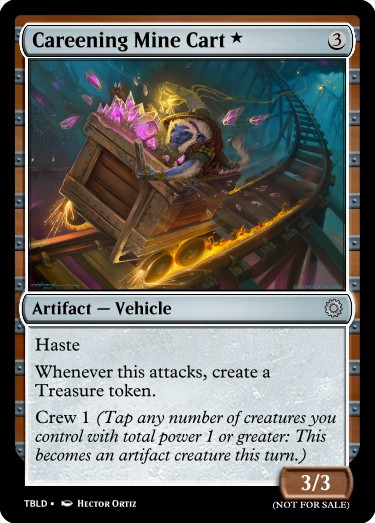 Careening Mine Cart ★ 3
Artifact — Vehicle
Haste
Whenever this attacks, create a
Treasure token.
Crew 1 (Tap any number of creatures you
control with total power 1 or greater: This
becomes an artifact creature this turn.)
3/3
TBLD • Hector Ortiz
(NOT FOR SALE)